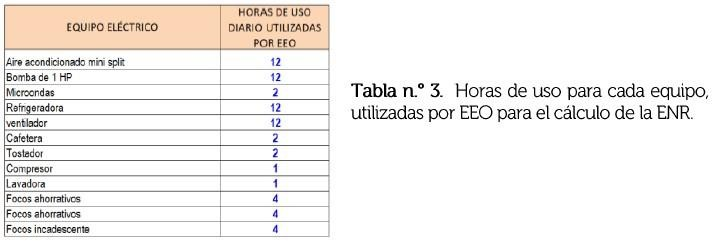 EQUIPO ELÉCTRICO
HORAS DE USO
DIARIO UTILIZADAS
POR EEO
Aire acondicionado mini split 12
Bomba de 1 HP 12
Microondas 2
Refrigeradora 12
ventilador 12
Cafetera 2
Tostador 2
Compresor 1
Lavadora 1
Focos ahorrativos 4
Focos ahorrativos 4
Focos incadescente 4
Tabla n.° 3. Horas de uso para cada equipo,
utilizadas por EEO para el cálculo de la ENR.